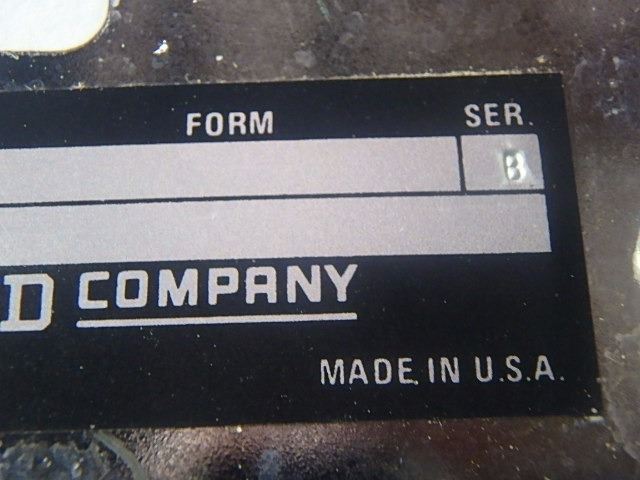 FORM SER.
B
D COMPANY
MADE IN U.S.A.